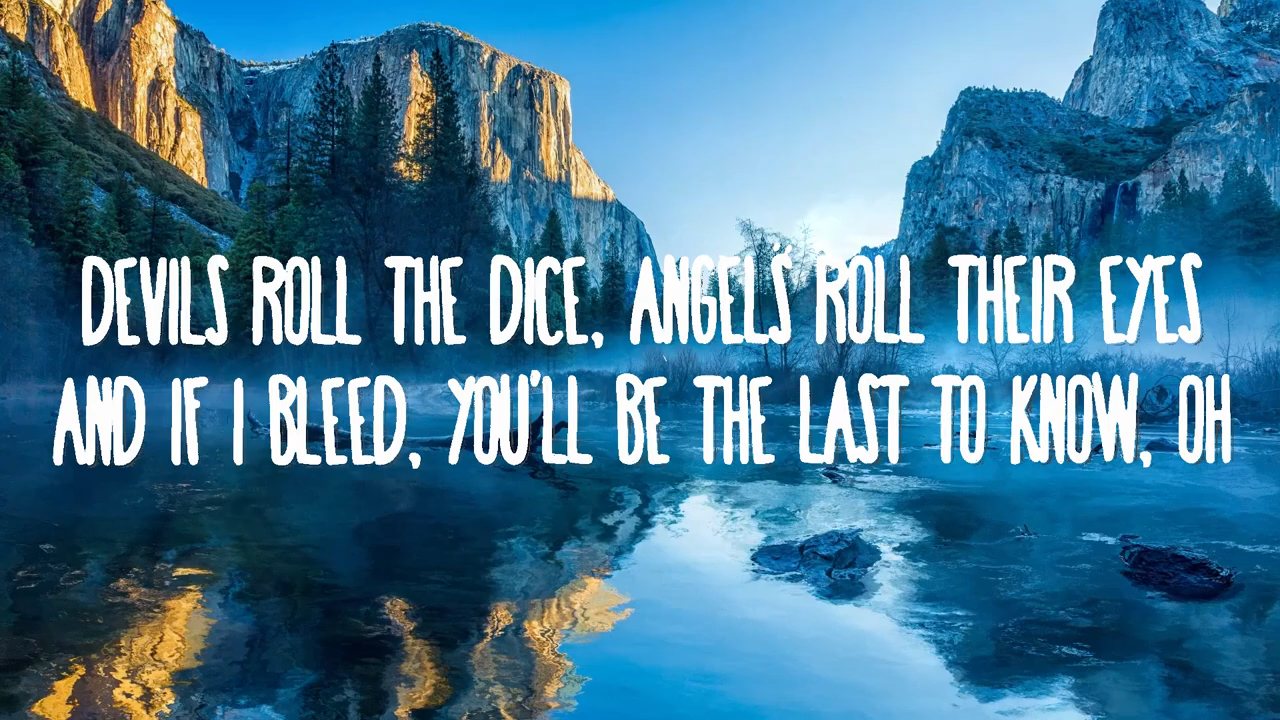 DEVILS ROLL THE DICE, ANGELS ROLL THEIR EYES
AND IF I BLEED, YOU'LL BE THE LAST TO KNOW, OH